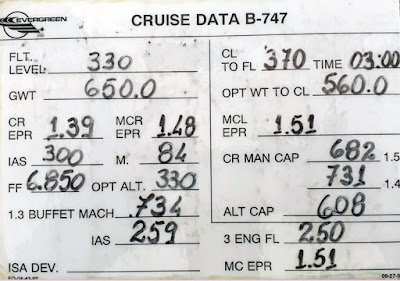 EVERGREEN
CRUISE DATA B-747
FLT. LEVEL 330
GWT 650.0
CR EPR 1.39 MCR EPR 1.48
IAS 300 M. 84
FF 6.850 OPT ALT. 330
1.3 BUFFET MACH .734
IAS 259
ISA DEV.
CL TO FL 370 TIME 03:00
OPT WT TO CL 560.0
MCL EPR 1.51
CR MAN CAP 682 1.5
731 1.4
ALT CAP 608
3 ENG FL 250
MC EPR 1.51